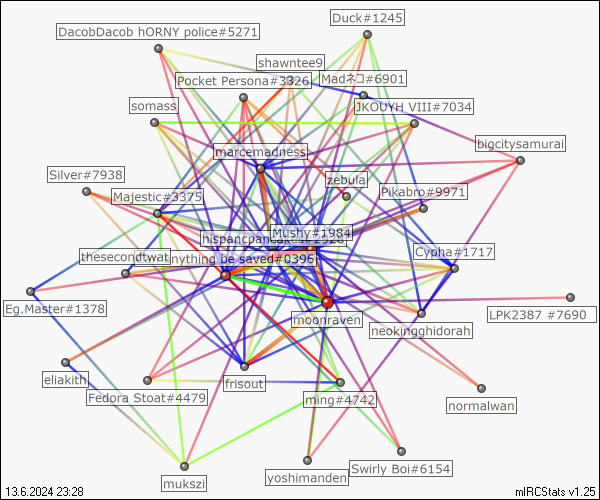 Duck#1245
DacobDacob hORNY police#5271
shawntee9
Pocket Persona#3326
Madネコ#6901
JKOUYH VIII#7034
somass
bigcitysamurai
marcemadness
Silver#7938
zebula
Majestic#3375
Pikabro#9971
Mushy#1984
Cypha#1717
thesecondtwat
nything be saved#0396
Eg.Master#1378
moonraven
neokingghidorah
LPK2387 #7690
eliakith
frisout
Fedora Stoat#4479
ming#4742
normalwan
Swirly Boi#6154
mukszi
yoshimanden
13.6.2024 23:28
mIRCStats v1.25